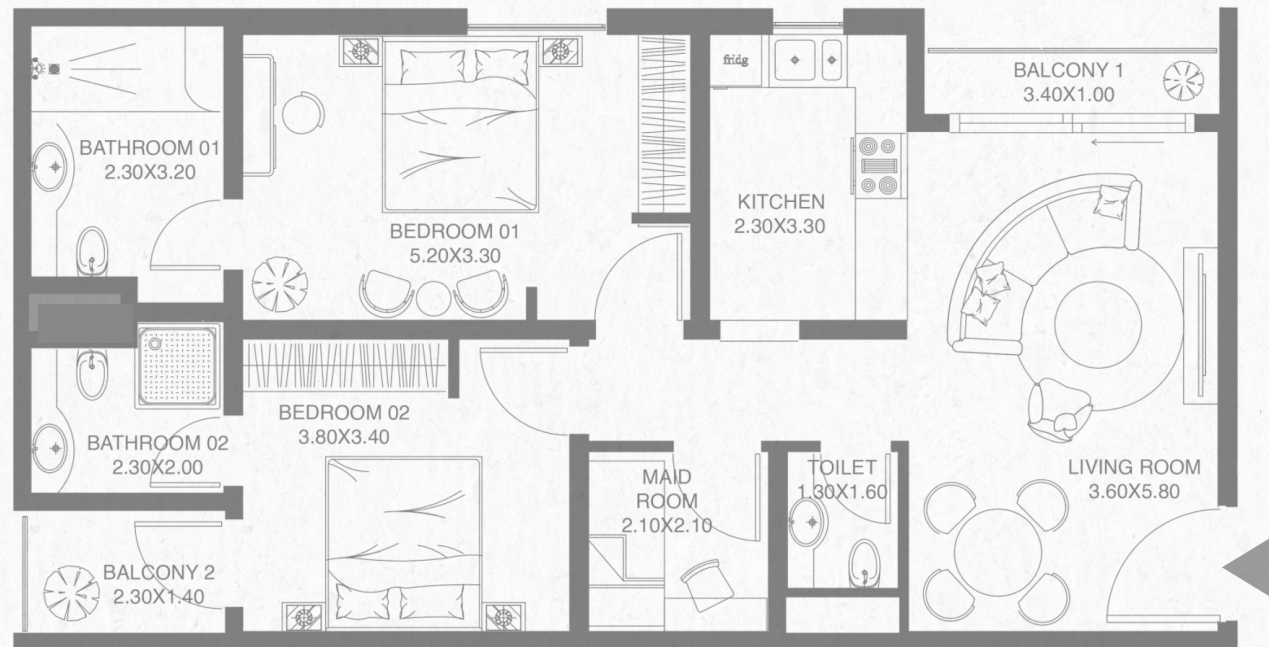 fridg
BALCONY 1
3.40X1.00
BATHROOM 01
2.30X3.20
KITCHEN
2.30X3.30
BEDROOM 01
5.20X3.30
BEDROOM 02
3.80X3.40
BATHROOM 02
2.30X2.00
MAID
ROOM
2.10X2.10
TOILET
1.30X1.60
LIVING ROOM
3.60X5.80
BALCONY 2
2.30X1.40